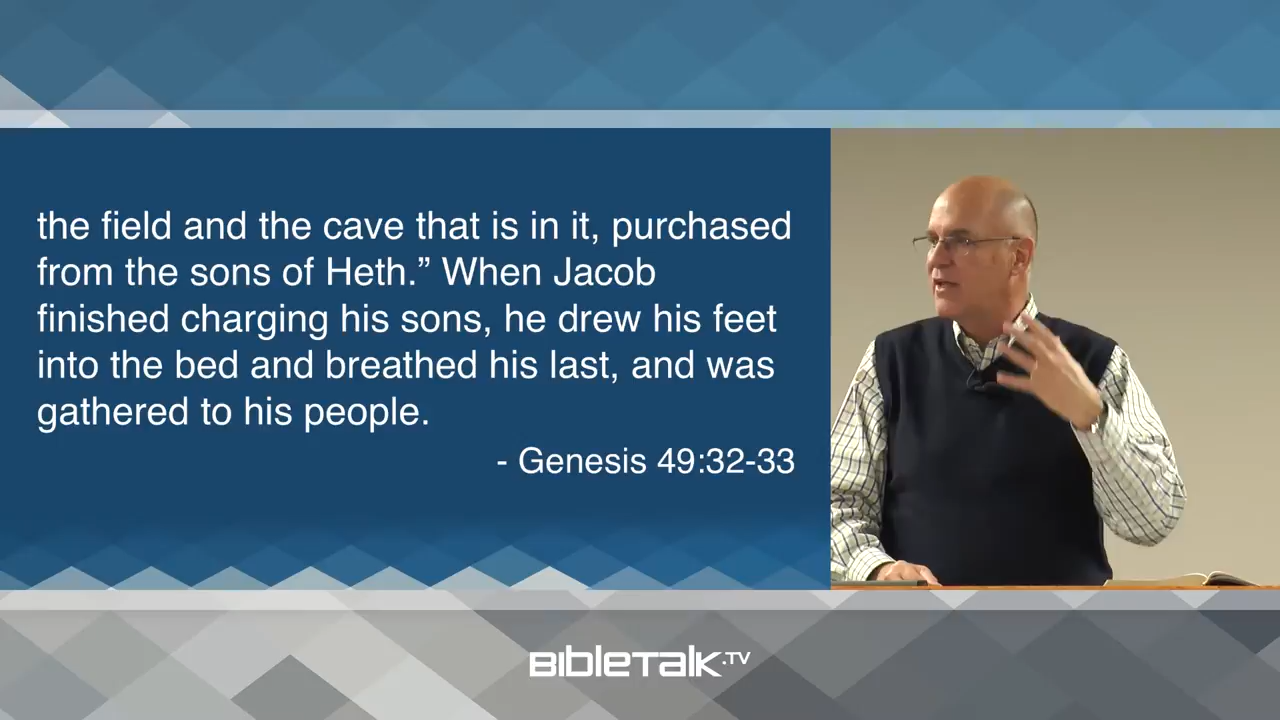 the field and the cave that is in it, purchased
from the sons of Heth.” When Jacob
finished charging his sons, he drew his feet
into the bed and breathed his last, and was
gathered to his people.
- Genesis 49:32-33
BIBLETALK.TV